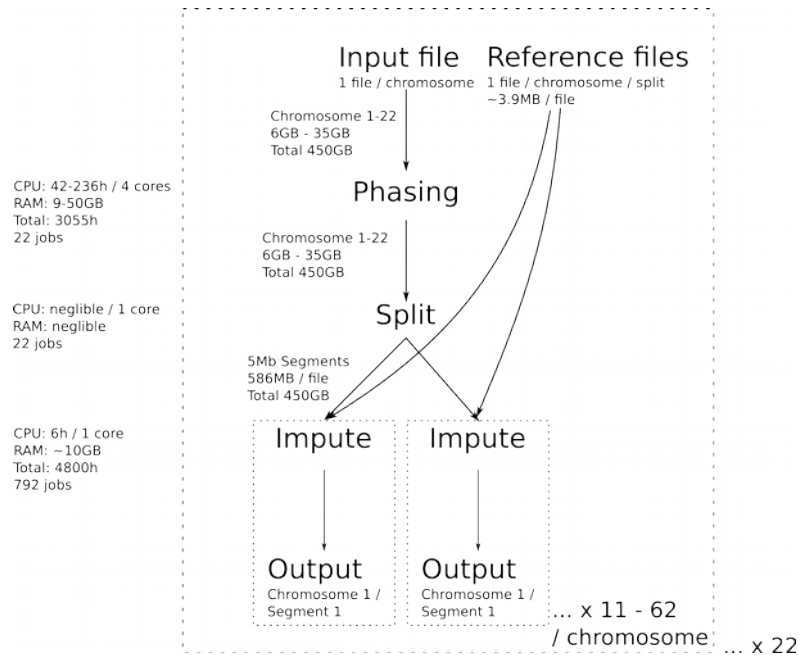 Input file
1 file / chromosome
Reference files
1 file / chromosome / split
~3.9MB / file
Chromosome 1-22
6GB - 35GB
Total 450GB
CPU: 42-236h / 4 cores
RAM: 9-50GB
Total: 3055h
22 jobs
Phasing
Chromosome 1-22
6GB - 35GB
Total 450GB
CPU: neglible / 1 core
RAM: neglible
22 jobs
Split
5Mb Segments
586MB / file
Total 450GB
CPU: 6h / 1 core
RAM: ~10GB
Total: 4800h
792 jobs
Impute
Impute
Output
Chromosome 1 /
Segment 1
Output
Chromosome 1 /
Segment 1
... x 11 - 62
/ chromosome
... x 22